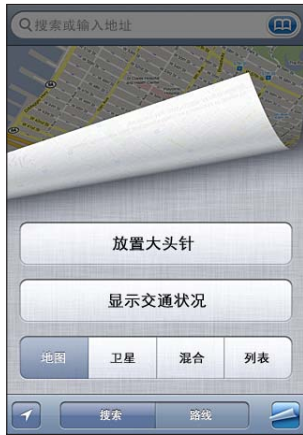 搜索或输入地址
放置大头针
显示交通状况
地图 卫星 混合 列表
搜索 路线